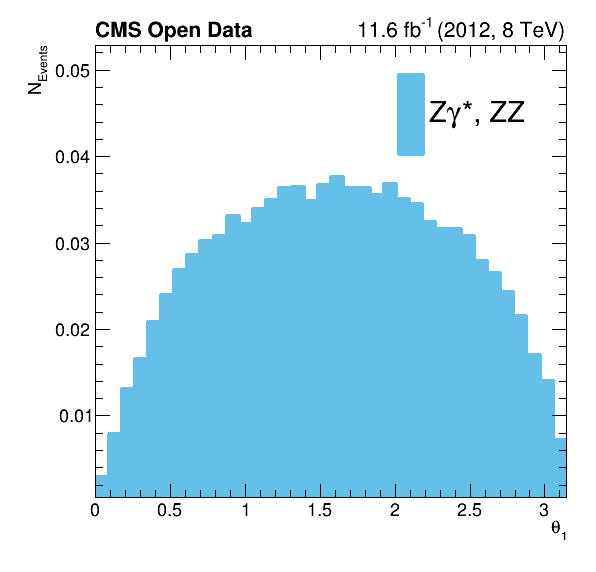 CMS Open Data 11.6 fb⁻¹ (2012, 8 TeV)
N_Events
0.05
0.04
0.03
0.02
0.01
Zγ*, ZZ
0 0.5 1 1.5 2 2.5 3
θ₁